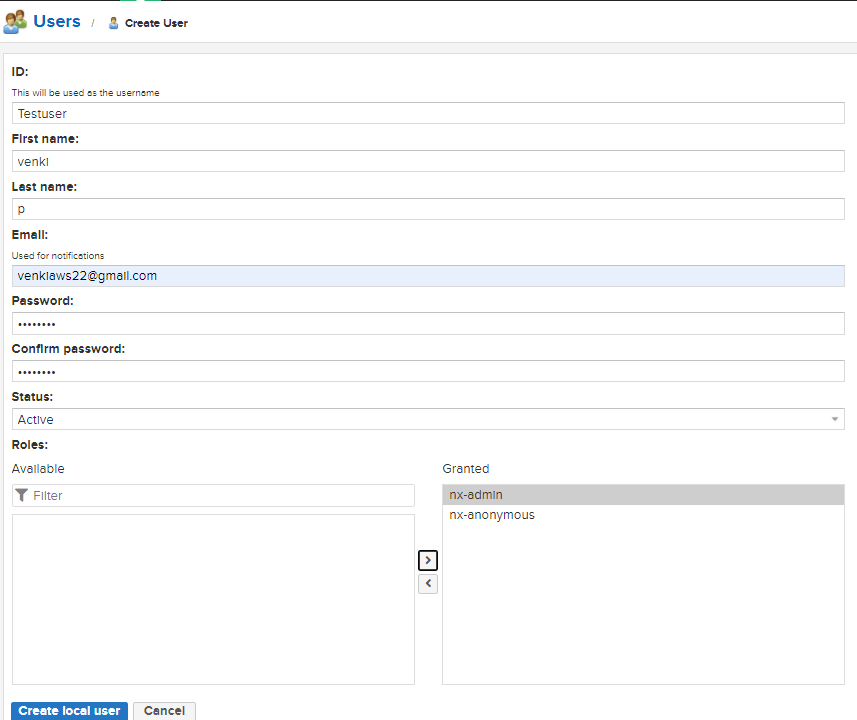 Users / Create User
ID:
This will be used as the username
Testuser
First name:
venki
Last name:
p
Email:
Used for notifications
venkiaws22@gmail.com
Password:
••••••••
Confirm password:
••••••••
Status:
Active
Roles:
Available
Granted
Filter
nx-admin
nx-anonymous
>
<
Create local user
Cancel